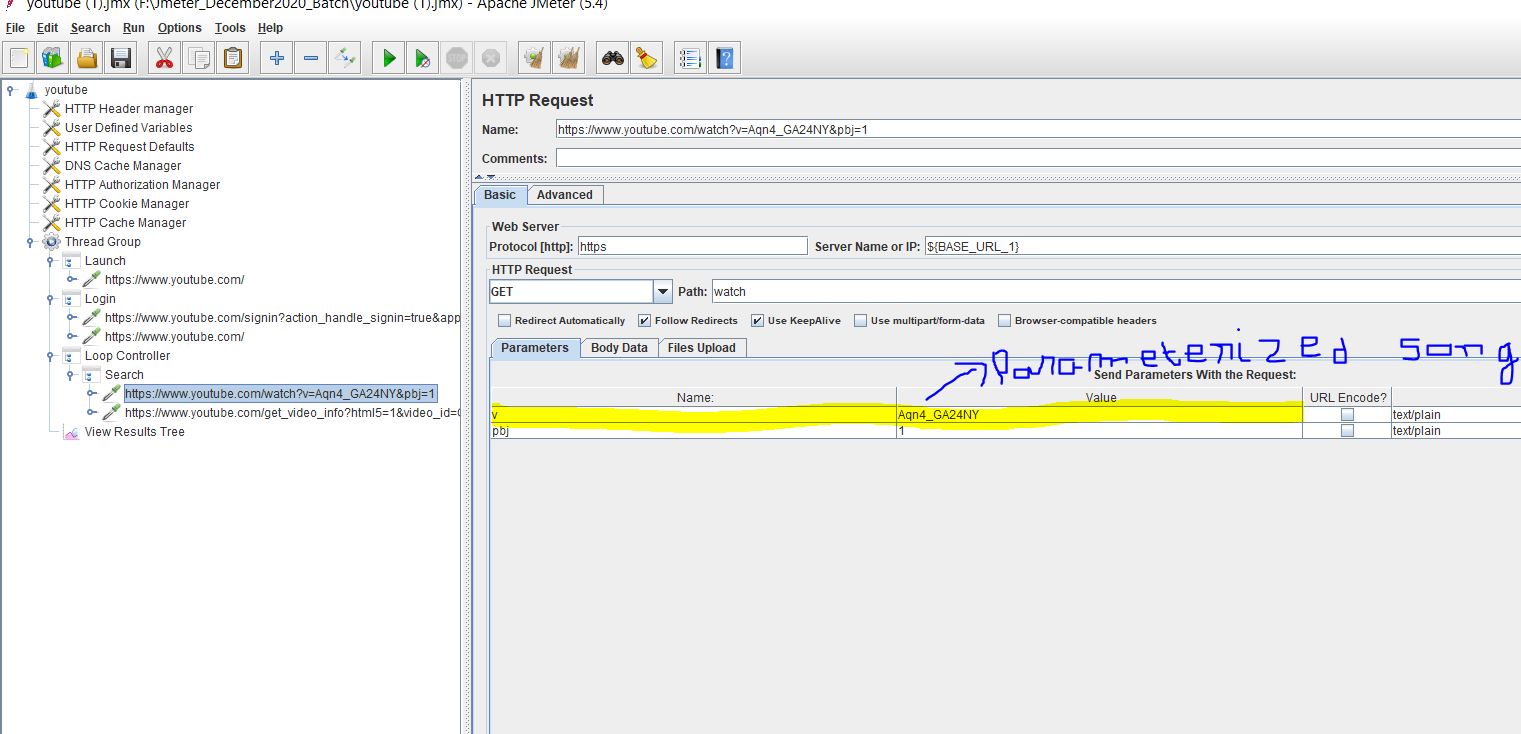 youtube (1).jmx (F:\Jmeter_December2020_Batch\youtube (1).jmx) - Apache JMeter (5.4)
File Edit Search Run Options Tools Help
STOP
youtube
HTTP Header manager
User Defined Variables
HTTP Request Defaults
DNS Cache Manager
HTTP Authorization Manager
HTTP Cookie Manager
HTTP Cache Manager
Thread Group
Launch
https://www.youtube.com/
Login
https://www.youtube.com/signin?action_handle_signin=true&app
https://www.youtube.com/
Loop Controller
Search
https://www.youtube.com/watch?v=Aqn4_GA24NY&pbj=1
https://www.youtube.com/get_video_info?html5=1&video_id=
View Results Tree
HTTP Request
Name: https://www.youtube.com/watch?v=Aqn4_GA24NY&pbj=1
Comments:
Basic Advanced
Web Server
Protocol [http]: https Server Name or IP: ${BASE_URL_1}
HTTP Request
GET Path: watch
Redirect Automatically Follow Redirects Use KeepAlive Use multipart/form-data Browser-compatible headers
Parameters Body Data Files Upload
Parameterized song
Send Parameters With the Request:
Name: Value URL Encode?
v Aqn4_GA24NY text/plain
pbj 1 text/plain